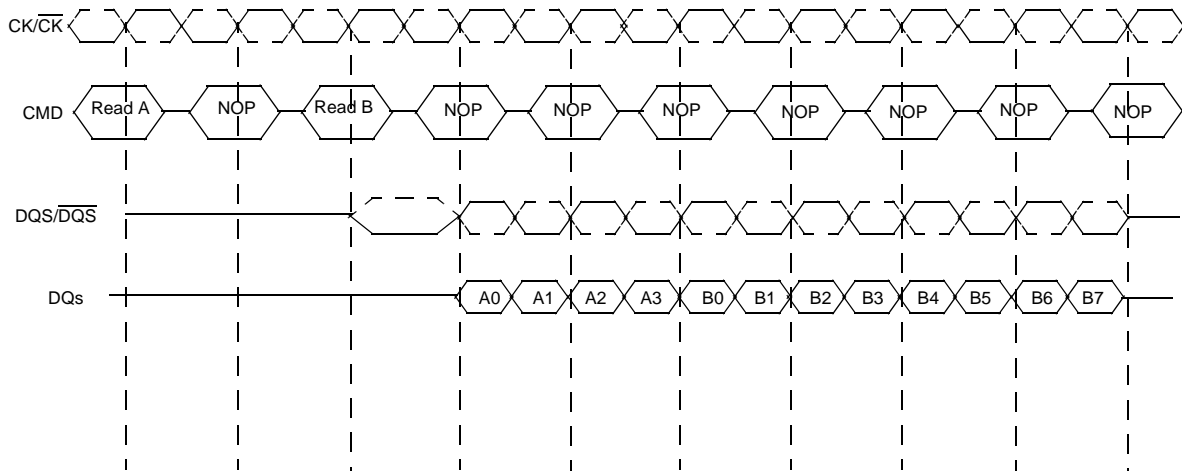 CK/CK
CMD Read A NOP Read B NOP NOP NOP NOP NOP NOP NOP
DQS/DQS
DQs A0 A1 A2 A3 B0 B1 B2 B3 B4 B5 B6 B7